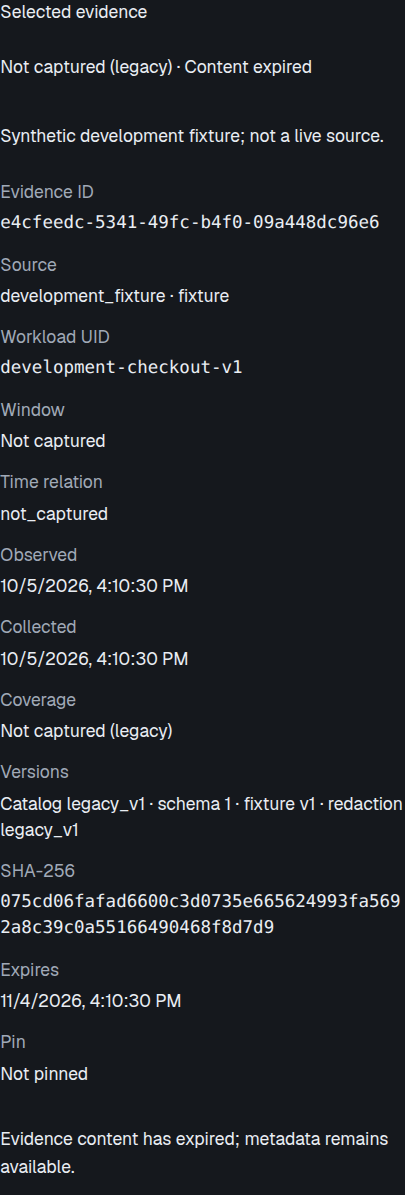 Selected evidence
Not captured (legacy) · Content expired
Synthetic development fixture; not a live source.
Evidence ID
e4cfeedc-5341-49fc-b4f0-09a448dc96e6
Source
development_fixture · fixture
Workload UID
development-checkout-v1
Window
Not captured
Time relation
not_captured
Observed
10/5/2026, 4:10:30 PM
Collected
10/5/2026, 4:10:30 PM
Coverage
Not captured (legacy)
Versions
Catalog legacy_v1 · schema 1 · fixture v1 · redaction
legacy_v1
SHA-256
075cd06fafad6600c3d0735e665624993fa569
2a8c39c0a55166490468f8d7d9
Expires
11/4/2026, 4:10:30 PM
Pin
Not pinned
Evidence content has expired; metadata remains
available.